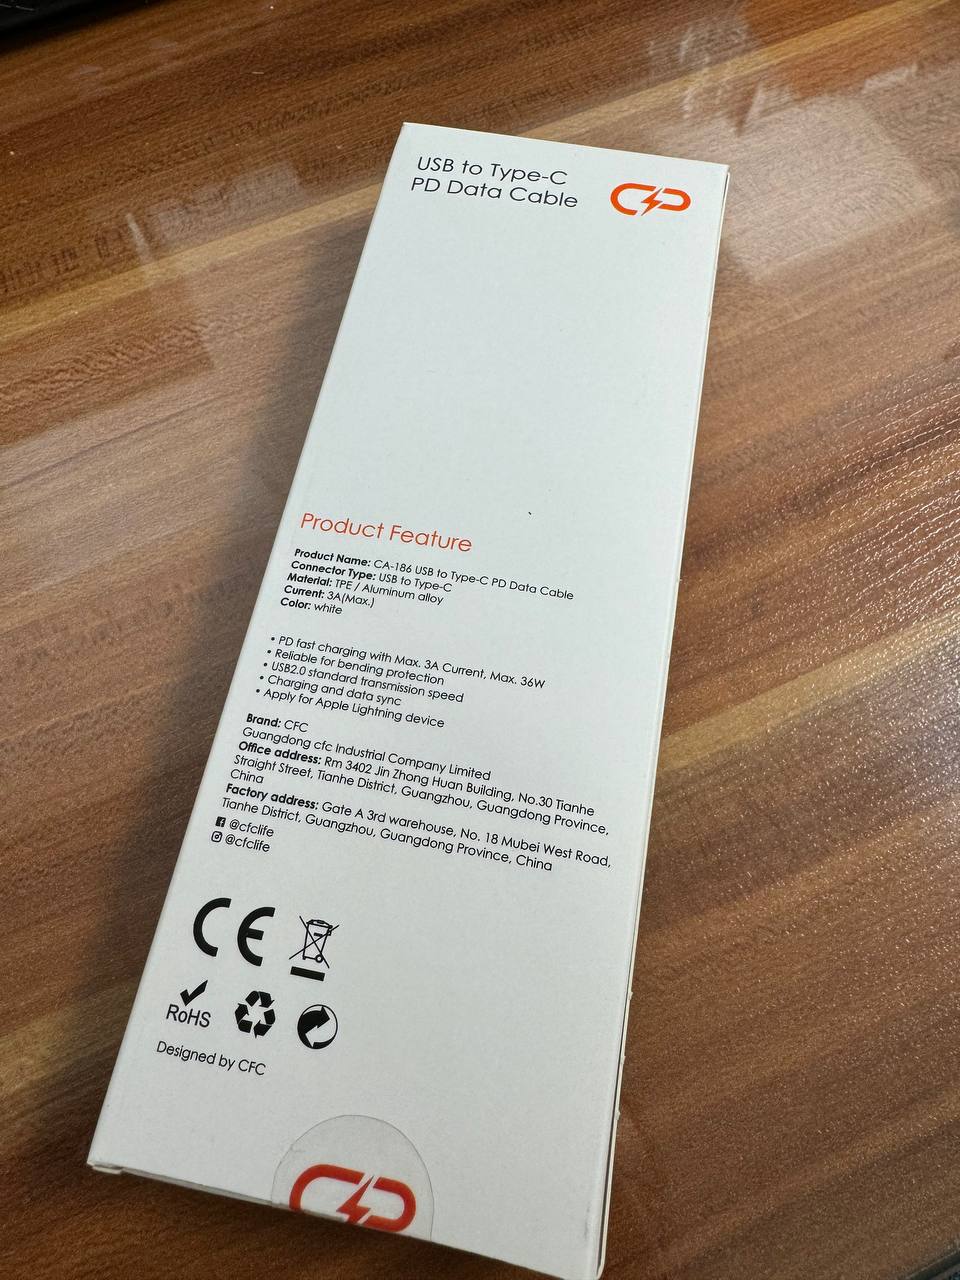 USB to Type-C
PD Data Cable
Product Feature
Product Name: CA-186 USB to Type-C PD Data Cable
Connector Type: USB to Type-C
Material: TPE / Aluminum alloy
Current: 3A(Max.)
Color: white
• PD fast charging with Max. 3A Current, Max. 36W
• Reliable for bending protection
• USB2.0 standard transmission speed
• Charging and data sync
• Apply for Apple Lightning device
Brand: CFC
Guangdong cfc Industrial Company Limited
Office address: Rm 3402 Jin Zhong Huan Building, No.30 Tianhe
Straight Street, Tianhe District, Guangzhou, Guangdong Province,
China
Factory address: Gate A 3rd warehouse, No. 18 Mubei West Road,
Tianhe District, Guangzhou, Guangdong Province, China
@cfclife
@cfclife
CE
RoHS
Designed by CFC